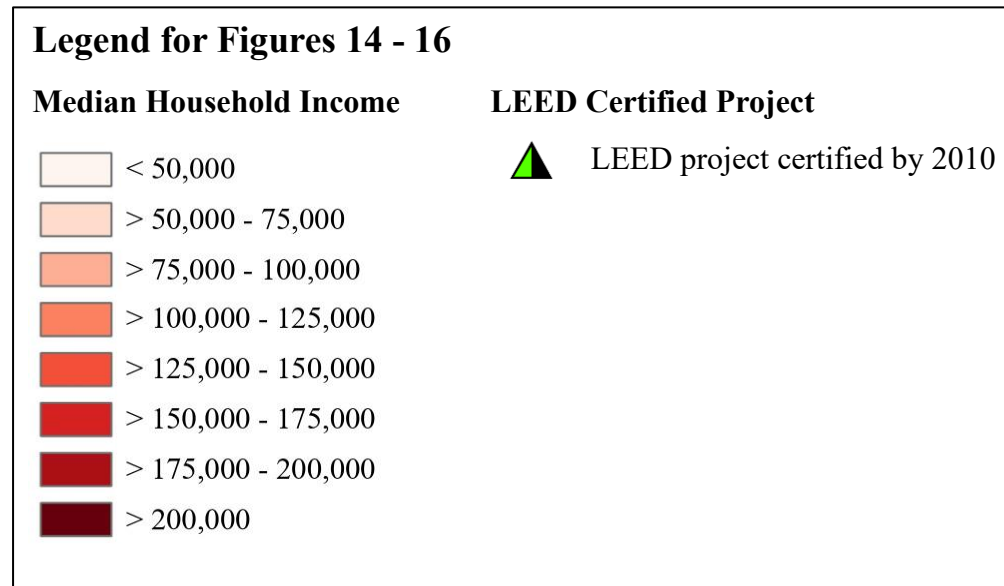 Legend for Figures 14 - 16
Median Household Income
LEED Certified Project
< 50,000
> 50,000 - 75,000
> 75,000 - 100,000
> 100,000 - 125,000
> 125,000 - 150,000
> 150,000 - 175,000
> 175,000 - 200,000
> 200,000
LEED project certified by 2010